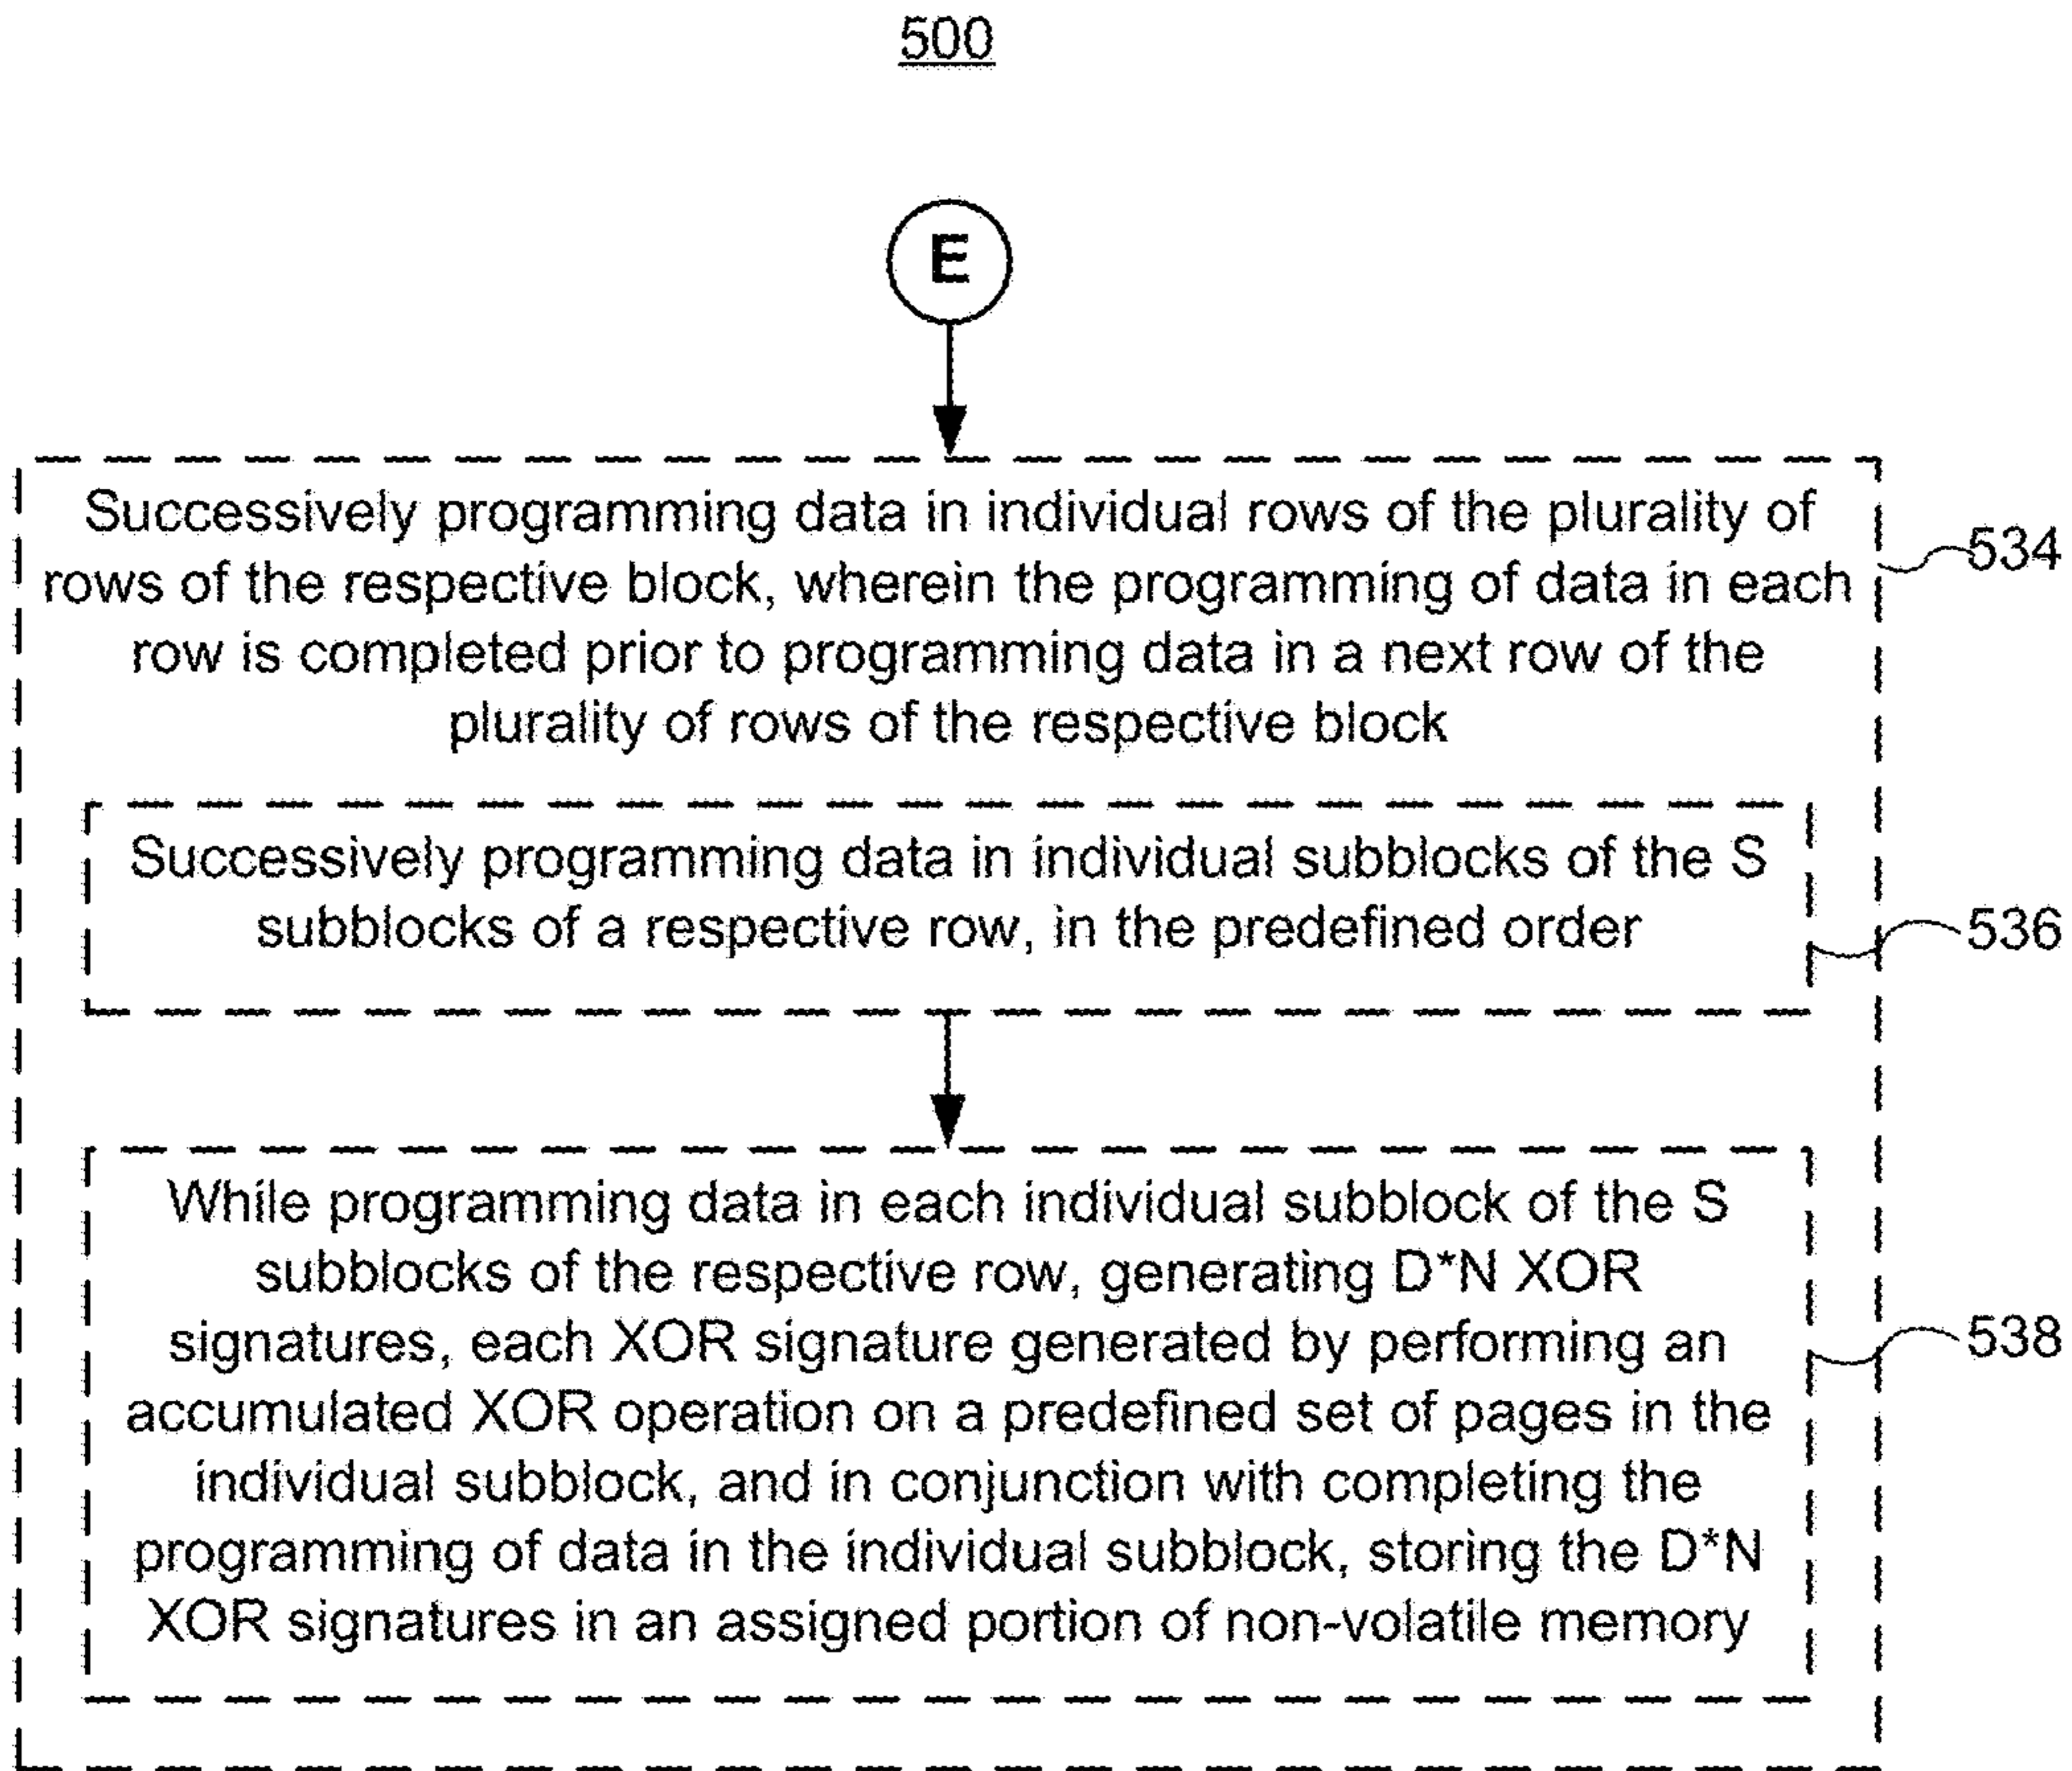 500
E
Successively programming data in individual rows of the plurality of
rows of the respective block, wherein the programming of data in each
row is completed prior to programming data in a next row of the
plurality of rows of the respective block
534
Successively programming data in individual subblocks of the S
subblocks of a respective row, in the predefined order
536
While programming data in each individual subblock of the S
subblocks of the respective row, generating D*N XOR
signatures, each XOR signature generated by performing an
accumulated XOR operation on a predefined set of pages in the
individual subblock, and in conjunction with completing the
programming of data in the individual subblock, storing the D*N
XOR signatures in an assigned portion of non-volatile memory
538